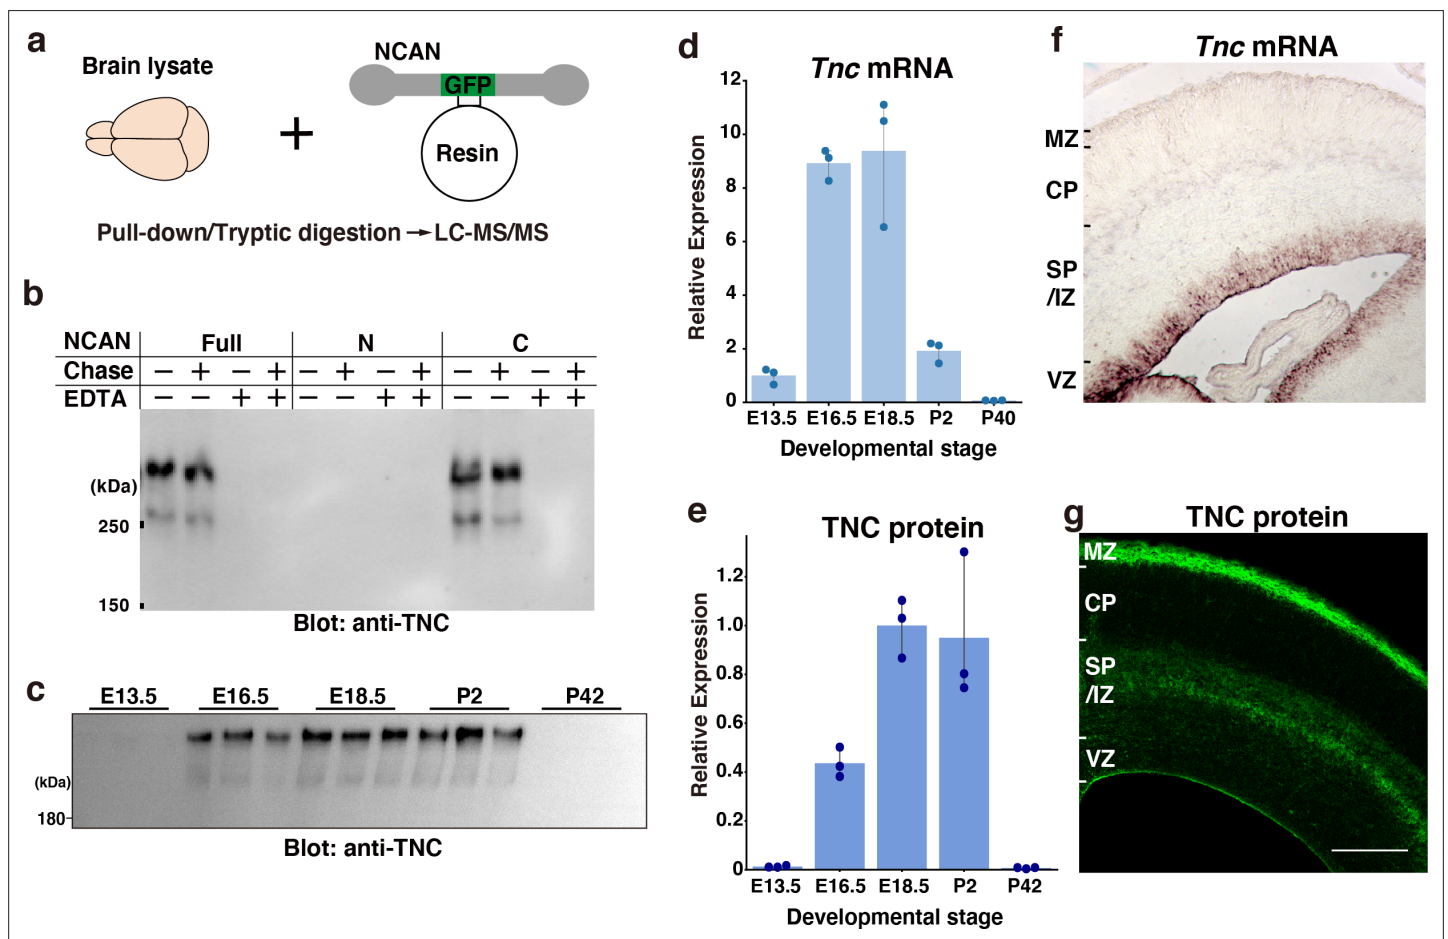 a
Brain lysate
+
NCAN
GFP
Resin
Pull-down/Tryptic digestion → LC-MS/MS
b
NCAN Full N C
Chase − + − + − + − + − + − +
EDTA − − + + − − + + − − + +
(kDa)
250
150
Blot: anti-TNC
c
E13.5 E16.5 E18.5 P2 P42
(kDa)
180
Blot: anti-TNC
d
Tnc mRNA
Relative Expression
12
10
8
6
4
2
0
E13.5 E16.5 E18.5 P2 P40
Developmental stage
e
TNC protein
Relative Expression
1.2
1.0
0.8
0.6
0.4
0.2
0
E13.5 E16.5 E18.5 P2 P42
Developmental stage
f
Tnc mRNA
MZ
CP
SP
/IZ
VZ
g
TNC protein
MZ
CP
SP
/IZ
VZ